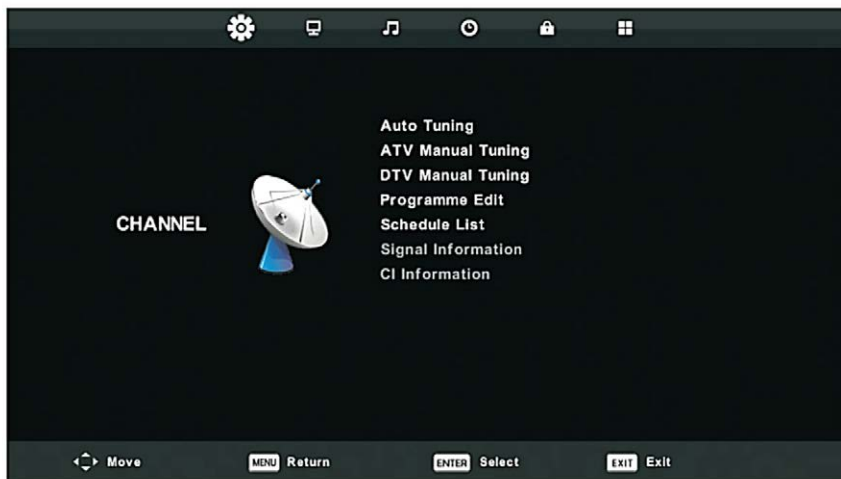 Auto Tuning
ATV Manual Tuning
DTV Manual Tuning
Programme Edit
CHANNEL
Schedule List
Signal Information
CI Information
Move
MENU Return
ENTER Select
EXIT Exit